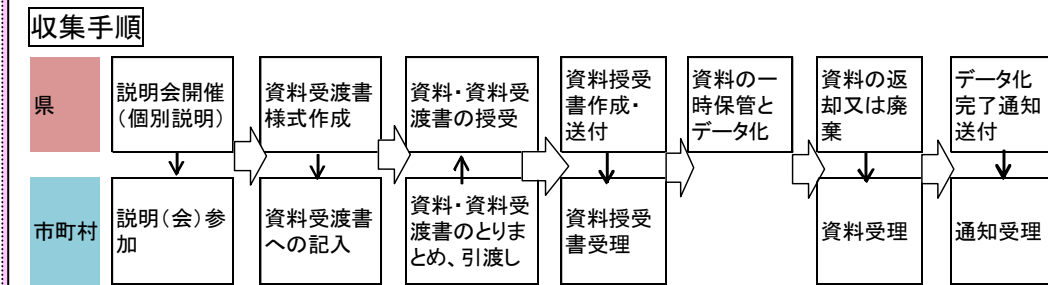 収集手順
県
説明会開催
(個別説明)
資料受渡書
様式作成
資料・資料受
渡書の授受
資料授受
書作成・
送付
資料の一
時保管と
データ化
資料の返
却又は廃
棄
データ化
完了通知
送付
市町村
説明(会)参
加
資料受渡書
への記入
資料・資料受
渡書のとりま
とめ、引渡し
資料授受
書受理
資料受理
通知受理